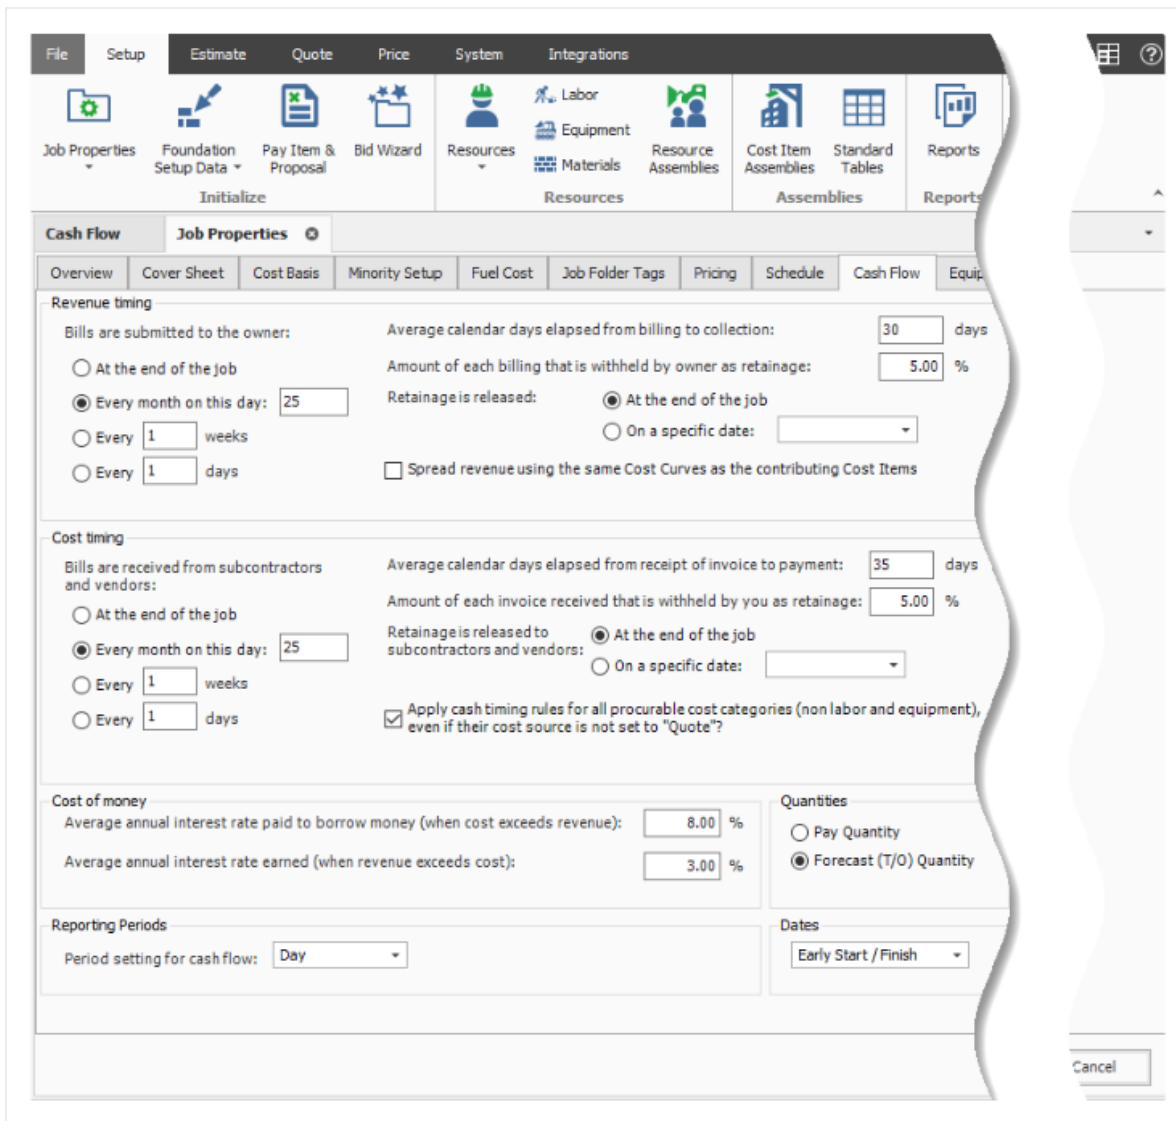 File Setup Estimate Quote Price System Integrations
Labor
Equipment
Materials
Job Properties Foundation Setup Data Pay Item & Proposal Bid Wizard Resources Resource Assemblies Cost Item Assemblies Standard Tables Reports
Initialize Resources Assemblies Reports
Cash Flow Job Properties
Overview Cover Sheet Cost Basis Minority Setup Fuel Cost Job Folder Tags Pricing Schedule Cash Flow Equip
Revenue timing
Bills are submitted to the owner:
At the end of the job
Every month on this day: 25
Every 1 weeks
Every 1 days
Average calendar days elapsed from billing to collection: 30 days
Amount of each billing that is withheld by owner as retainage: 5.00 %
Retainage is released: At the end of the job
On a specific date:
Spread revenue using the same Cost Curves as the contributing Cost Items
Cost timing
Bills are received from subcontractors
and vendors:
At the end of the job
Every month on this day: 25
Every 1 weeks
Every 1 days
Average calendar days elapsed from receipt of invoice to payment: 35 days
Amount of each invoice received that is withheld by you as retainage: 5.00 %
Retainage is released to
subcontractors and vendors:
At the end of the job
On a specific date:
Apply cash timing rules for all procurable cost categories (non labor and equipment),
even if their cost source is not set to "Quote"?
Cost of money
Average annual interest rate paid to borrow money (when cost exceeds revenue): 8.00 %
Average annual interest rate earned (when revenue exceeds cost): 3.00 %
Quantities
Pay Quantity
Forecast (T/O) Quantity
Reporting Periods
Period setting for cash flow: Day
Dates
Early Start / Finish
Cancel